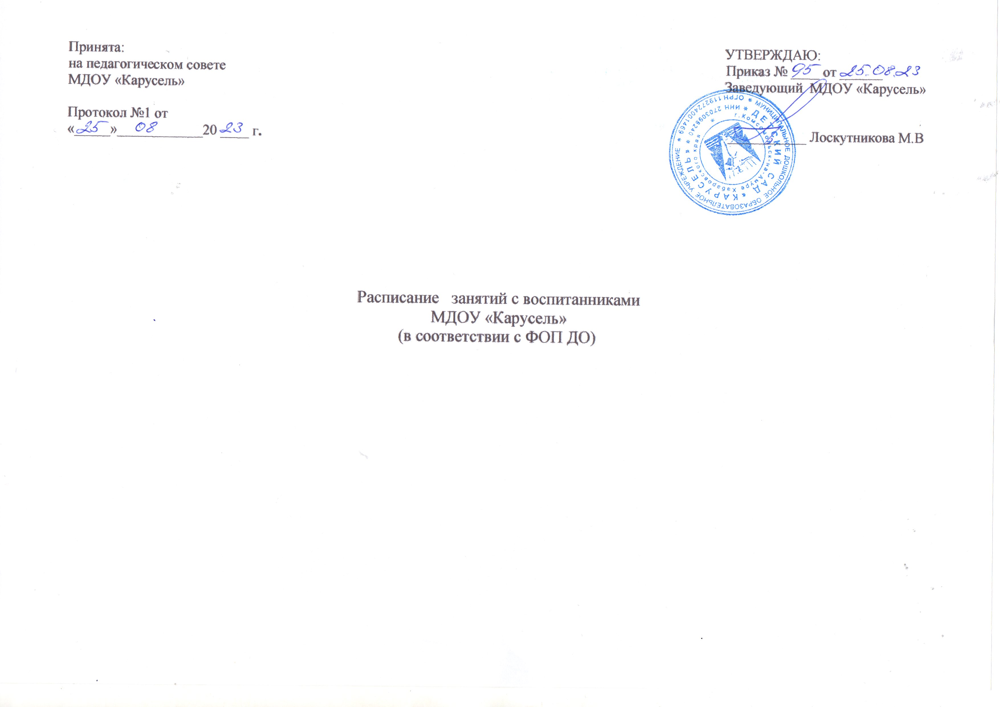 Принята:
на педагогическом совете
МДОУ «Карусель»
Протокол №1 от
«25» 08 2023 г.
УТВЕРЖДАЮ:
Приказ № 95 от 25.08.23
Заведующий МДОУ «Карусель»
Лоскутникова М.В
МУНИЦИПАЛЬНОЕ ДОШКОЛЬНОЕ ОБРАЗОВАТЕЛЬНОЕ УЧРЕЖДЕНИЕ * ОГРН 1192724001469 *
ДЕТСКИЙ САД «КАРУСЕЛЬ» * ИНН 2703098240 *
г.Комсомольск-на-Амуре Хабаровского края *
Расписание занятий с воспитанниками
МДОУ «Карусель»
(в соответствии с ФОП ДО)